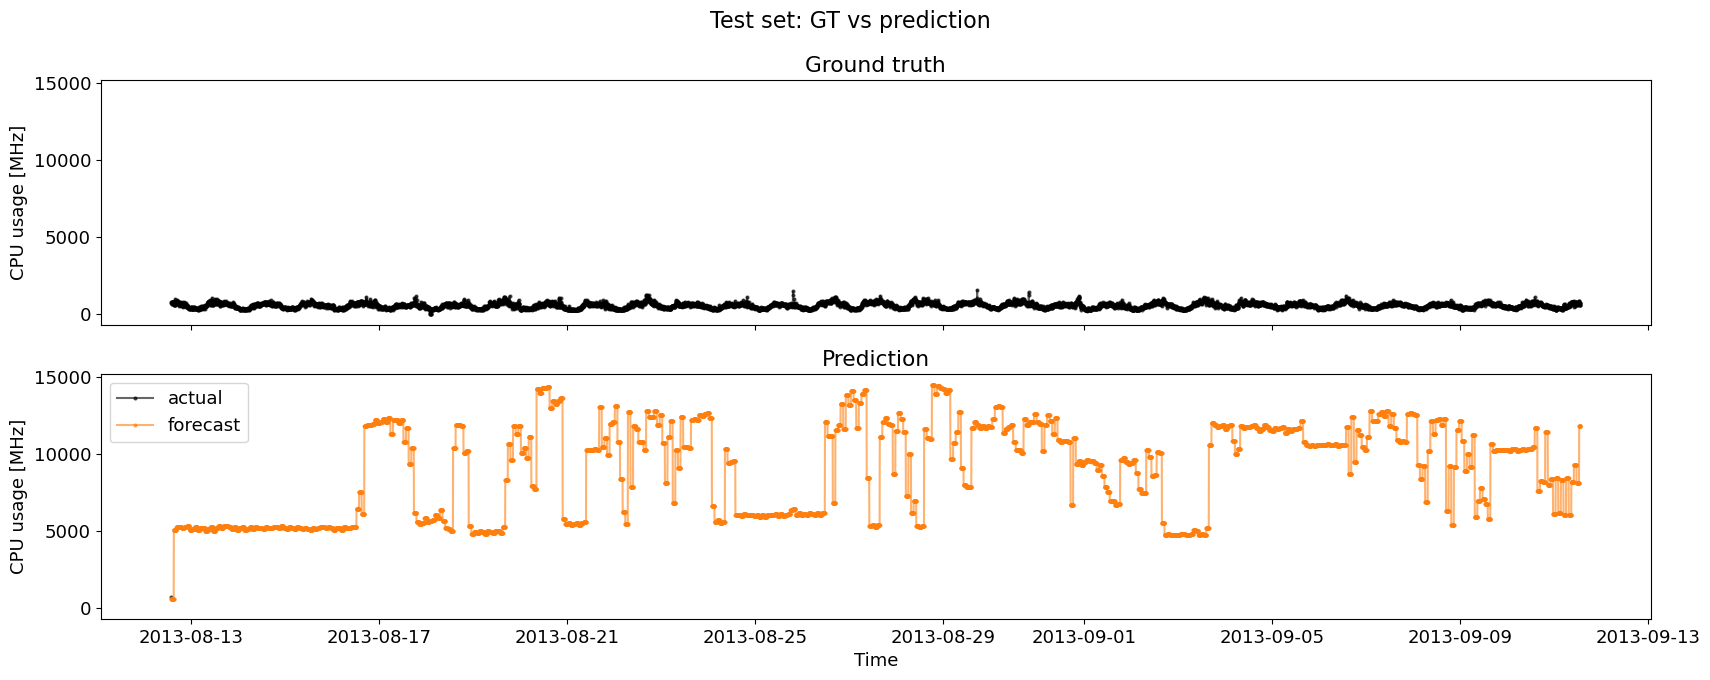 Test set: GT vs prediction
Ground truth
15000
10000
5000
0
CPU usage [MHz]
Prediction
15000
10000
5000
0
CPU usage [MHz]
actual
forecast
2013-08-13 2013-08-17 2013-08-21 2013-08-25 2013-08-29 2013-09-01 2013-09-05 2013-09-09 2013-09-13
Time